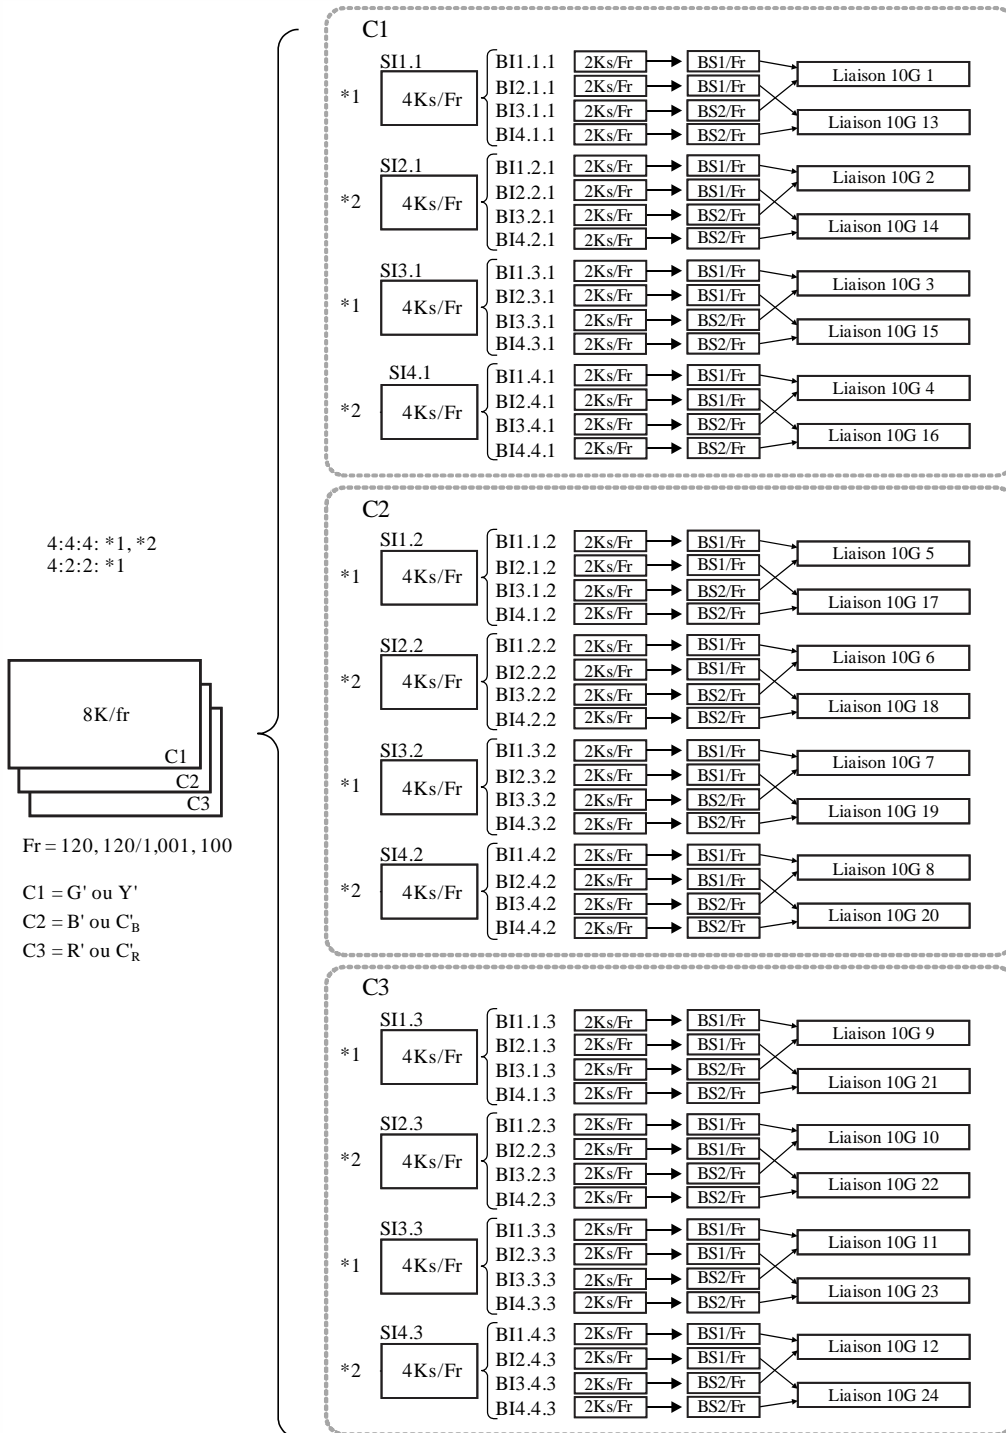 4:4:4: *1, *2
4:2:2: *1
8K/fr
C1
C2
C3
Fr = 120, 120/1,001, 100
C1 = G' ou Y'
C2 = B' ou C'B
C3 = R' ou C'R
C1
SI1.1
*1
4Ks/Fr
BI1.1.1 2Ks/Fr BS1/Fr
BI2.1.1 2Ks/Fr BS1/Fr
BI3.1.1 2Ks/Fr BS2/Fr
BI4.1.1 2Ks/Fr BS2/Fr
Liaison 10G 1
Liaison 10G 13
SI2.1
*2
4Ks/Fr
BI1.2.1 2Ks/Fr BS1/Fr
BI2.2.1 2Ks/Fr BS1/Fr
BI3.2.1 2Ks/Fr BS2/Fr
BI4.2.1 2Ks/Fr BS2/Fr
Liaison 10G 2
Liaison 10G 14
SI3.1
*1
4Ks/Fr
BI1.3.1 2Ks/Fr BS1/Fr
BI2.3.1 2Ks/Fr BS1/Fr
BI3.3.1 2Ks/Fr BS2/Fr
BI4.3.1 2Ks/Fr BS2/Fr
Liaison 10G 3
Liaison 10G 15
SI4.1
*2
4Ks/Fr
BI1.4.1 2Ks/Fr BS1/Fr
BI2.4.1 2Ks/Fr BS1/Fr
BI3.4.1 2Ks/Fr BS2/Fr
BI4.4.1 2Ks/Fr BS2/Fr
Liaison 10G 4
Liaison 10G 16
C2
SI1.2
*1
4Ks/Fr
BI1.1.2 2Ks/Fr BS1/Fr
BI2.1.2 2Ks/Fr BS1/Fr
BI3.1.2 2Ks/Fr BS2/Fr
BI4.1.2 2Ks/Fr BS2/Fr
Liaison 10G 5
Liaison 10G 17
SI2.2
*2
4Ks/Fr
BI1.2.2 2Ks/Fr BS1/Fr
BI2.2.2 2Ks/Fr BS1/Fr
BI3.2.2 2Ks/Fr BS2/Fr
BI4.2.2 2Ks/Fr BS2/Fr
Liaison 10G 6
Liaison 10G 18
SI3.2
*1
4Ks/Fr
BI1.3.2 2Ks/Fr BS1/Fr
BI2.3.2 2Ks/Fr BS1/Fr
BI3.3.2 2Ks/Fr BS2/Fr
BI4.3.2 2Ks/Fr BS2/Fr
Liaison 10G 7
Liaison 10G 19
SI4.2
*2
4Ks/Fr
BI1.4.2 2Ks/Fr BS1/Fr
BI2.4.2 2Ks/Fr BS1/Fr
BI3.4.2 2Ks/Fr BS2/Fr
BI4.4.2 2Ks/Fr BS2/Fr
Liaison 10G 8
Liaison 10G 20
C3
SI1.3
*1
4Ks/Fr
BI1.1.3 2Ks/Fr BS1/Fr
BI2.1.3 2Ks/Fr BS1/Fr
BI3.1.3 2Ks/Fr BS2/Fr
BI4.1.3 2Ks/Fr BS2/Fr
Liaison 10G 9
Liaison 10G 21
SI2.3
*2
4Ks/Fr
BI1.2.3 2Ks/Fr BS1/Fr
BI2.2.3 2Ks/Fr BS1/Fr
BI3.2.3 2Ks/Fr BS2/Fr
BI4.2.3 2Ks/Fr BS2/Fr
Liaison 10G 10
Liaison 10G 22
SI3.3
*1
4Ks/Fr
BI1.3.3 2Ks/Fr BS1/Fr
BI2.3.3 2Ks/Fr BS1/Fr
BI3.3.3 2Ks/Fr BS2/Fr
BI4.3.3 2Ks/Fr BS2/Fr
Liaison 10G 11
Liaison 10G 23
SI4.3
*2
4Ks/Fr
BI1.4.3 2Ks/Fr BS1/Fr
BI2.4.3 2Ks/Fr BS1/Fr
BI3.4.3 2Ks/Fr BS2/Fr
BI4.4.3 2Ks/Fr BS2/Fr
Liaison 10G 12
Liaison 10G 24